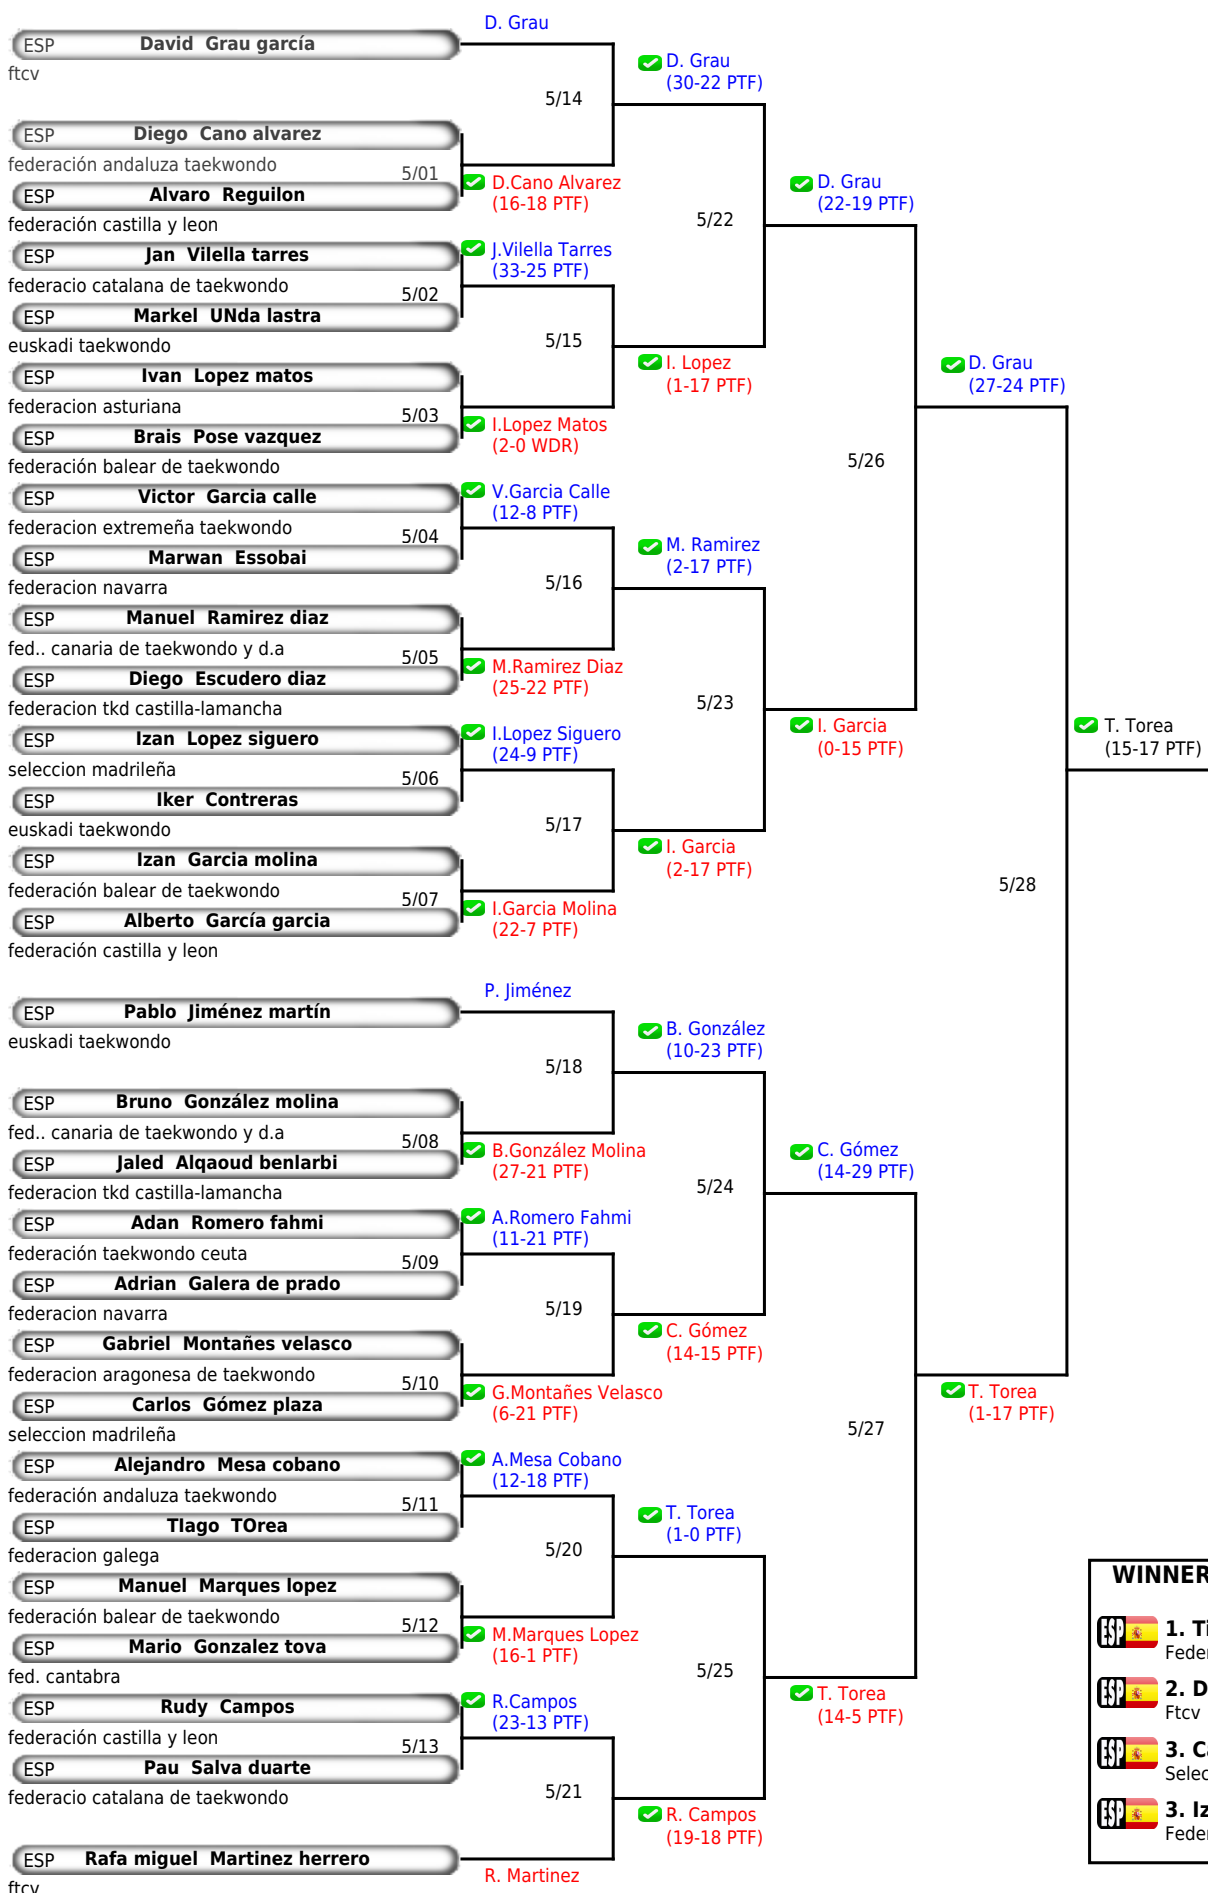 D. Grau
ESP David Grau garcía
ftcv
D. Grau
(30-22 PTF)
5/14
ESP Diego Cano alvarez
federación andaluza taekwondo
5/01
D.Cano Alvarez
(16-18 PTF)
ESP Alvaro Reguilon
federación castilla y leon
D. Grau
(22-19 PTF)
5/22
ESP Jan Vilella tarres
federacio catalana de taekwondo
J.Vilella Tarres
(33-25 PTF)
5/02
ESP Markel UNda lastra
euskadi taekwondo
5/15
I. Lopez
(1-17 PTF)
D. Grau
(27-24 PTF)
ESP Ivan Lopez matos
federacion asturiana
5/03
I.Lopez Matos
(2-0 WDR)
ESP Brais Pose vazquez
federación balear de taekwondo
5/26
ESP Victor Garcia calle
federacion extremeña taekwondo
V.Garcia Calle
(12-8 PTF)
5/04
ESP Marwan Essobai
federacion navarra
M. Ramirez
(2-17 PTF)
5/16
ESP Manuel Ramirez diaz
fed.. canaria de taekwondo y d.a
5/05
M.Ramirez Diaz
(25-22 PTF)
ESP Diego Escudero diaz
federacion tkd castilla-lamancha
5/23
I. Garcia
(0-15 PTF)
T. Torea
(15-17 PTF)
ESP Izan Lopez siguero
seleccion madrileña
I.Lopez Siguero
(24-9 PTF)
5/06
ESP Iker Contreras
euskadi taekwondo
5/17
I. Garcia
(2-17 PTF)
ESP Izan Garcia molina
federación balear de taekwondo
5/07
I.Garcia Molina
(22-7 PTF)
ESP Alberto García garcia
federación castilla y leon
5/28
P. Jiménez
ESP Pablo Jiménez martín
euskadi taekwondo
B. González
(10-23 PTF)
5/18
ESP Bruno González molina
fed.. canaria de taekwondo y d.a
5/08
B.González Molina
(27-21 PTF)
ESP Jaled Alqaoud benlarbi
federacion tkd castilla-lamancha
C. Gómez
(14-29 PTF)
5/24
ESP Adan Romero fahmi
federación taekwondo ceuta
A.Romero Fahmi
(11-21 PTF)
5/09
ESP Adrian Galera de prado
federacion navarra
5/19
C. Gómez
(14-15 PTF)
ESP Gabriel Montañes velasco
federacion aragonesa de taekwondo
5/10
G.Montañes Velasco
(6-21 PTF)
ESP Carlos Gómez plaza
seleccion madrileña
T. Torea
(1-17 PTF)
5/27
ESP Alejandro Mesa cobano
federación andaluza taekwondo
A.Mesa Cobano
(12-18 PTF)
5/11
ESP TIago TOrea
federacion galega
T. Torea
(1-0 PTF)
5/20
ESP Manuel Marques lopez
federación balear de taekwondo
5/12
M.Marques Lopez
(16-1 PTF)
ESP Mario Gonzalez tova
fed. cantabra
5/25
T. Torea
(14-5 PTF)
ESP Rudy Campos
federación castilla y leon
R.Campos
(23-13 PTF)
5/13
ESP Pau Salva duarte
federacio catalana de taekwondo
5/21
R. Campos
(19-18 PTF)
ESP Rafa miguel Martinez herrero
ftcv
R. Martinez
WINNER
ESP 1. Ti
Feder
ESP 2. D
Ftcv
ESP 3. Ca
Selec
ESP 3. Iz
Feder